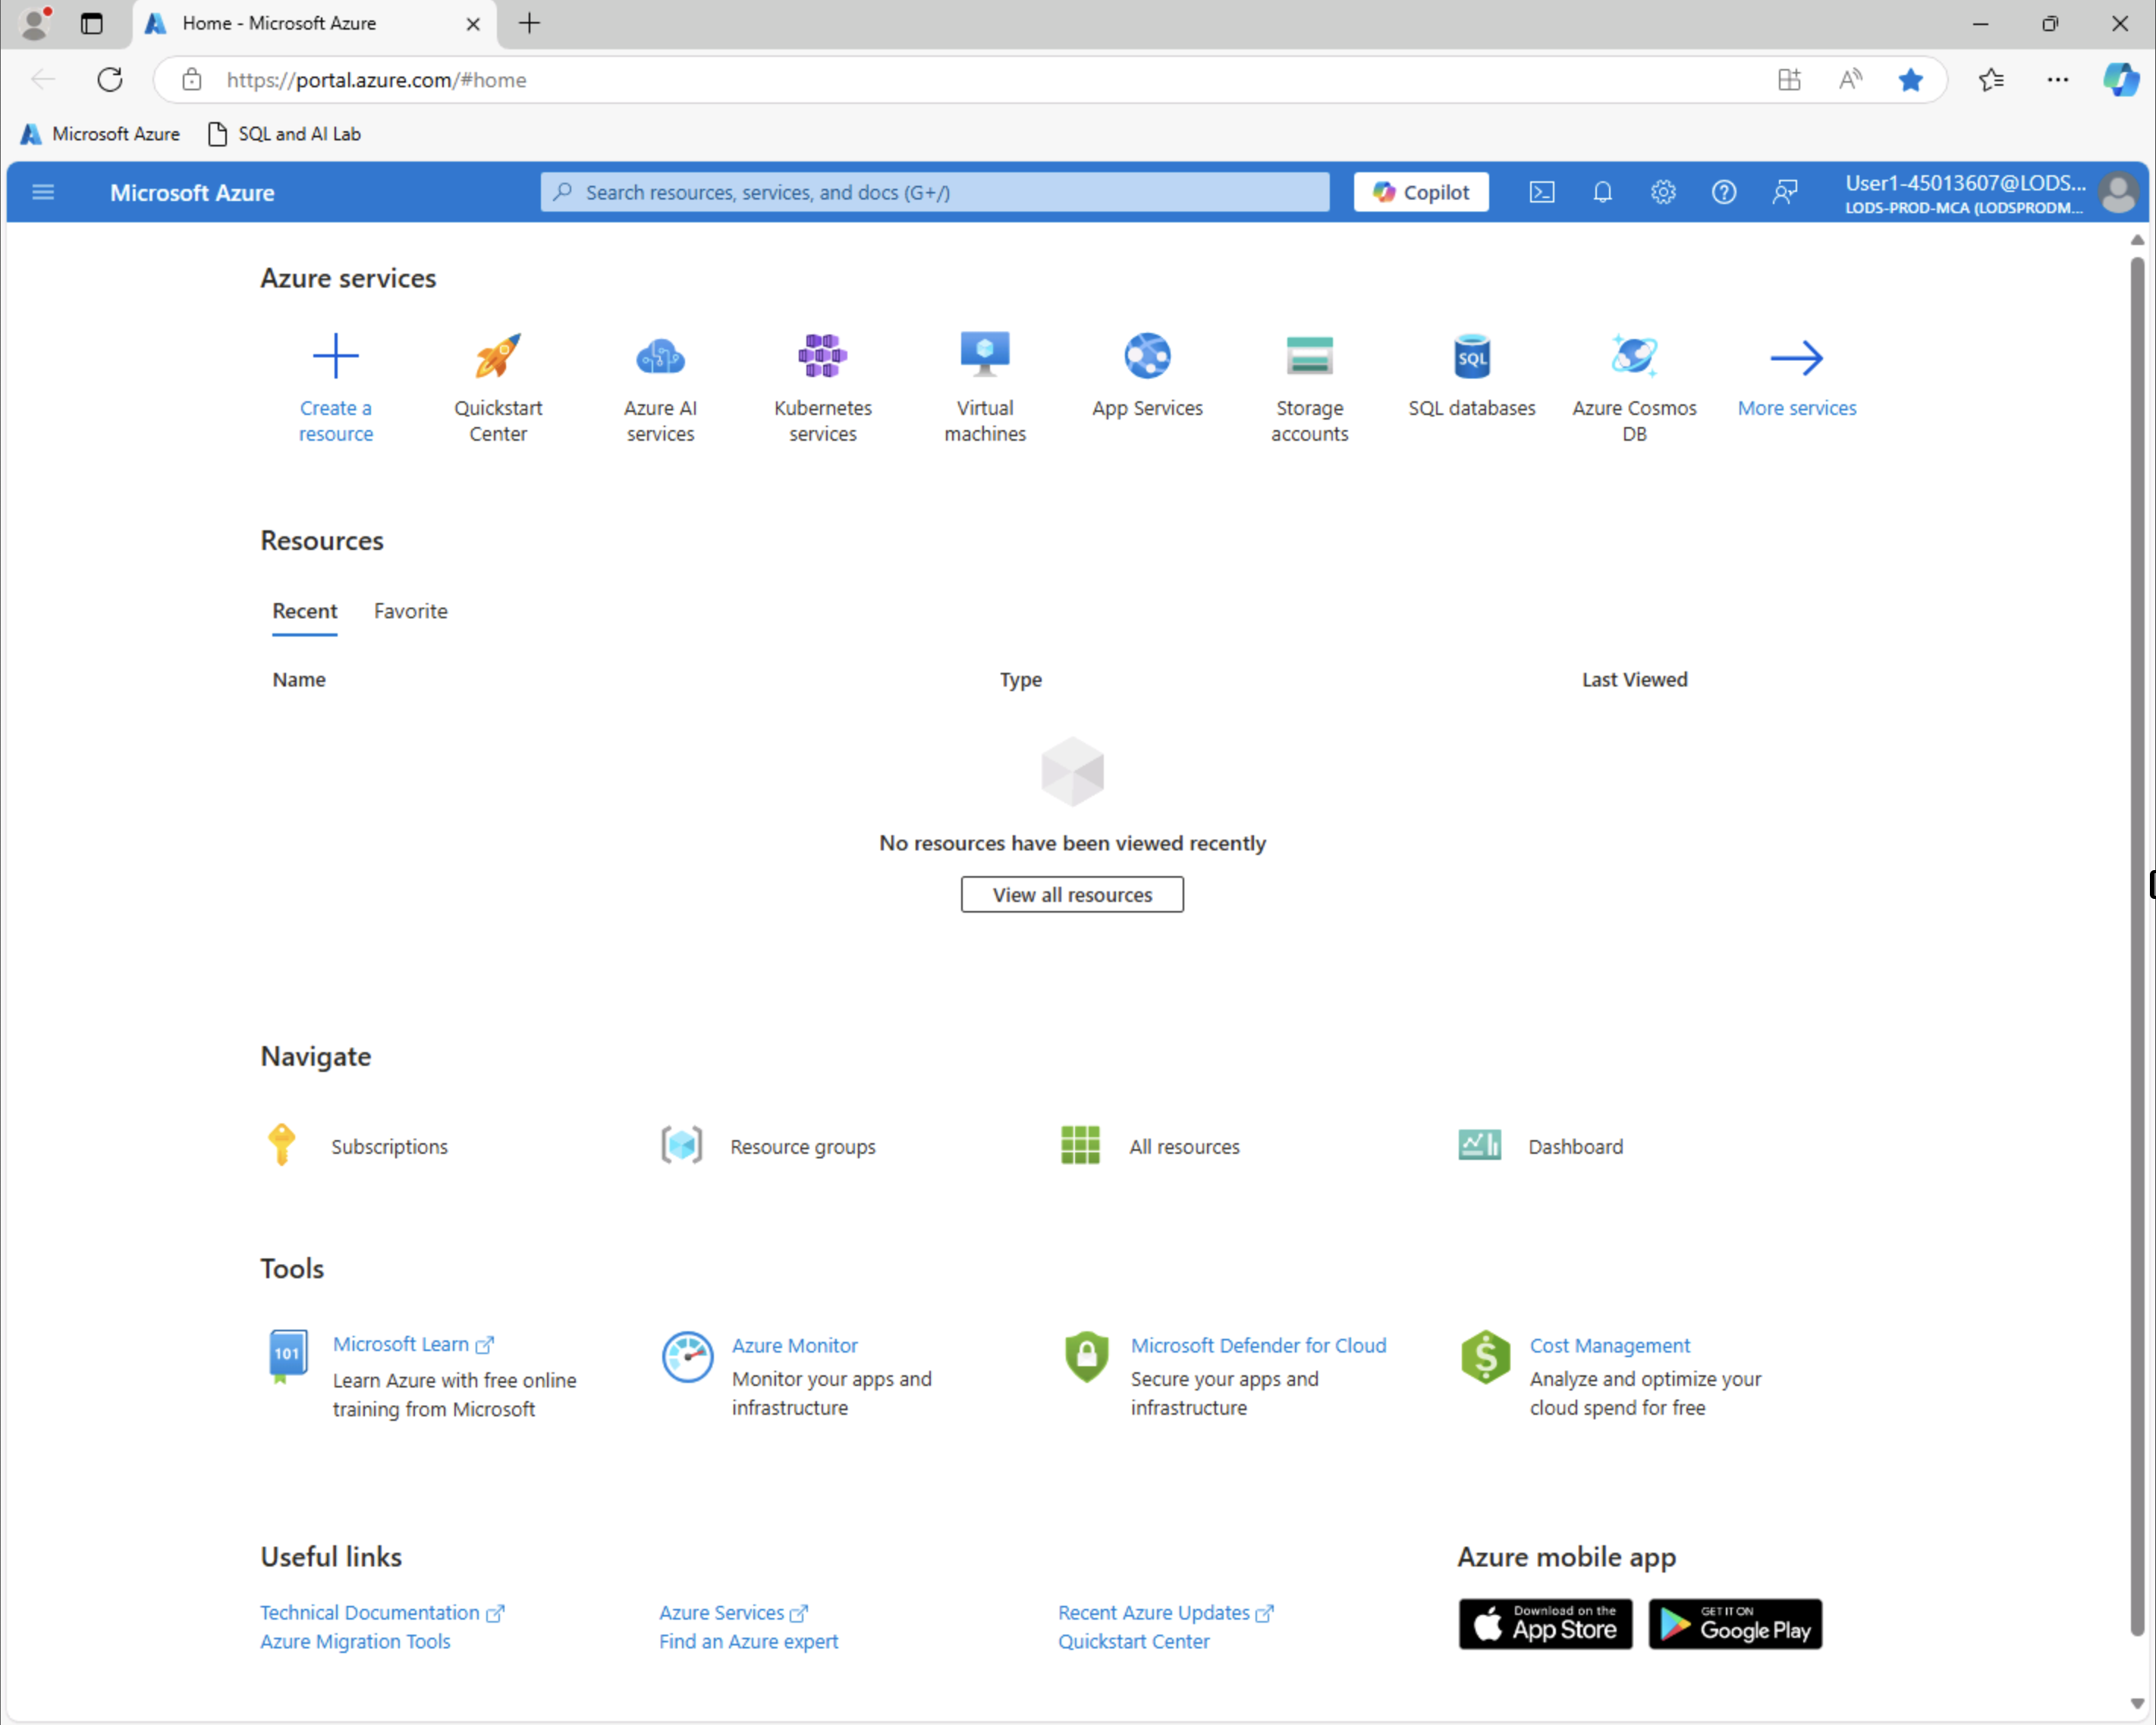 Home - Microsoft Azure
https://portal.azure.com/#home
Microsoft Azure
SQL and AI Lab
Microsoft Azure
Search resources, services, and docs (G+/)
Copilot
User1-45013607@LODS...
LODS-PROD-MCA (LODSPRODM...
Azure services
Create a resource
Quickstart Center
Azure AI services
Kubernetes services
Virtual machines
App Services
Storage accounts
SQL
SQL databases
Azure Cosmos DB
More services
Resources
Recent
Favorite
Name
Type
Last Viewed
No resources have been viewed recently
View all resources
Navigate
Subscriptions
Resource groups
All resources
Dashboard
Tools
101
Microsoft Learn
Learn Azure with free online
training from Microsoft
Azure Monitor
Monitor your apps and
infrastructure
Microsoft Defender for Cloud
Secure your apps and
infrastructure
Cost Management
Analyze and optimize your
cloud spend for free
Useful links
Technical Documentation
Azure Services
Recent Azure Updates
Azure Migration Tools
Find an Azure expert
Quickstart Center
Azure mobile app
Download on the
App Store
GET IT ON
Google Play